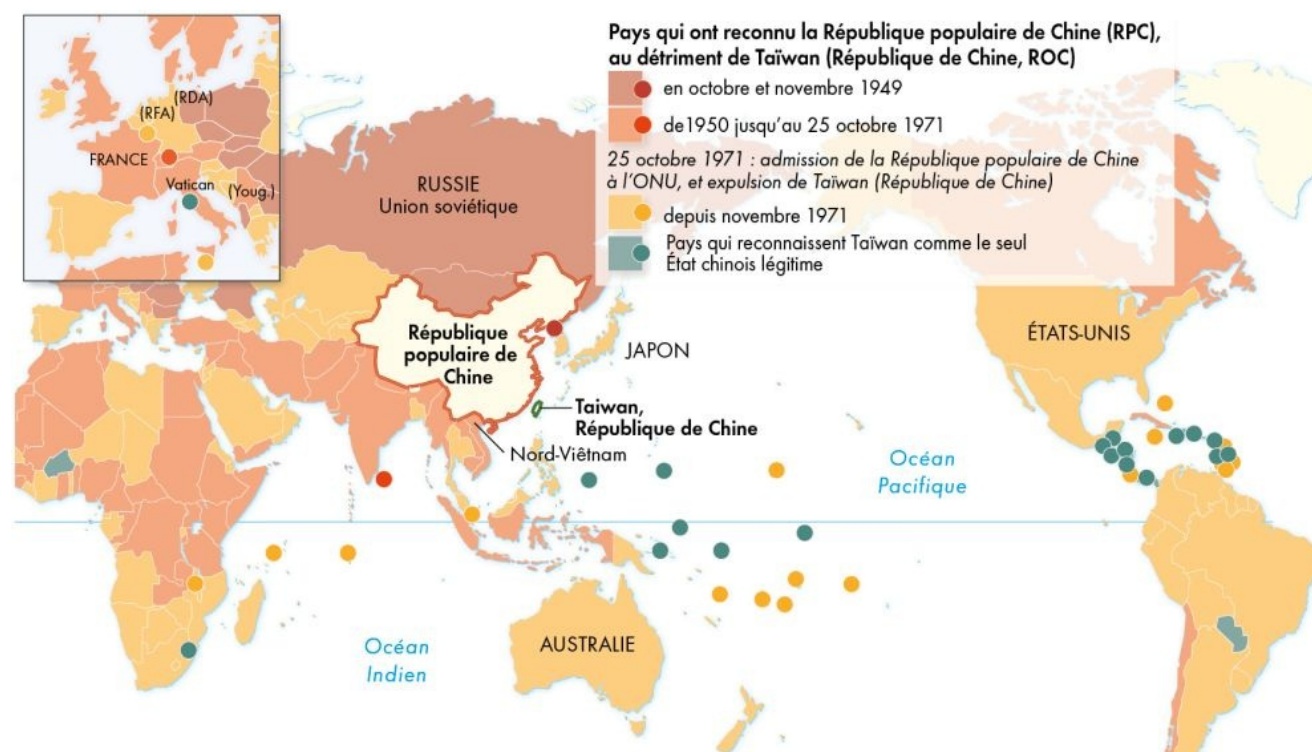 Pays qui ont reconnu la République populaire de Chine (RPC),
au détriment de Taïwan (République de Chine, ROC)
en octobre et novembre 1949
de1950 jusqu'au 25 octobre 1971
25 octobre 1971 : admission de la République populaire de Chine
à l'ONU, et expulsion de Taïwan (République de Chine)
depuis novembre 1971
Pays qui reconnaissent Taïwan comme le seul
État chinois légitime
(RDA)
(RFA)
FRANCE
Vatican
(Youg.)
RUSSIE
Union soviétique
République
populaire de
Chine
JAPON
ÉTATS-UNIS
Taiwan,
République de Chine
Nord-Viêtnam
Océan
Pacifique
Océan
Indien
AUSTRALIE